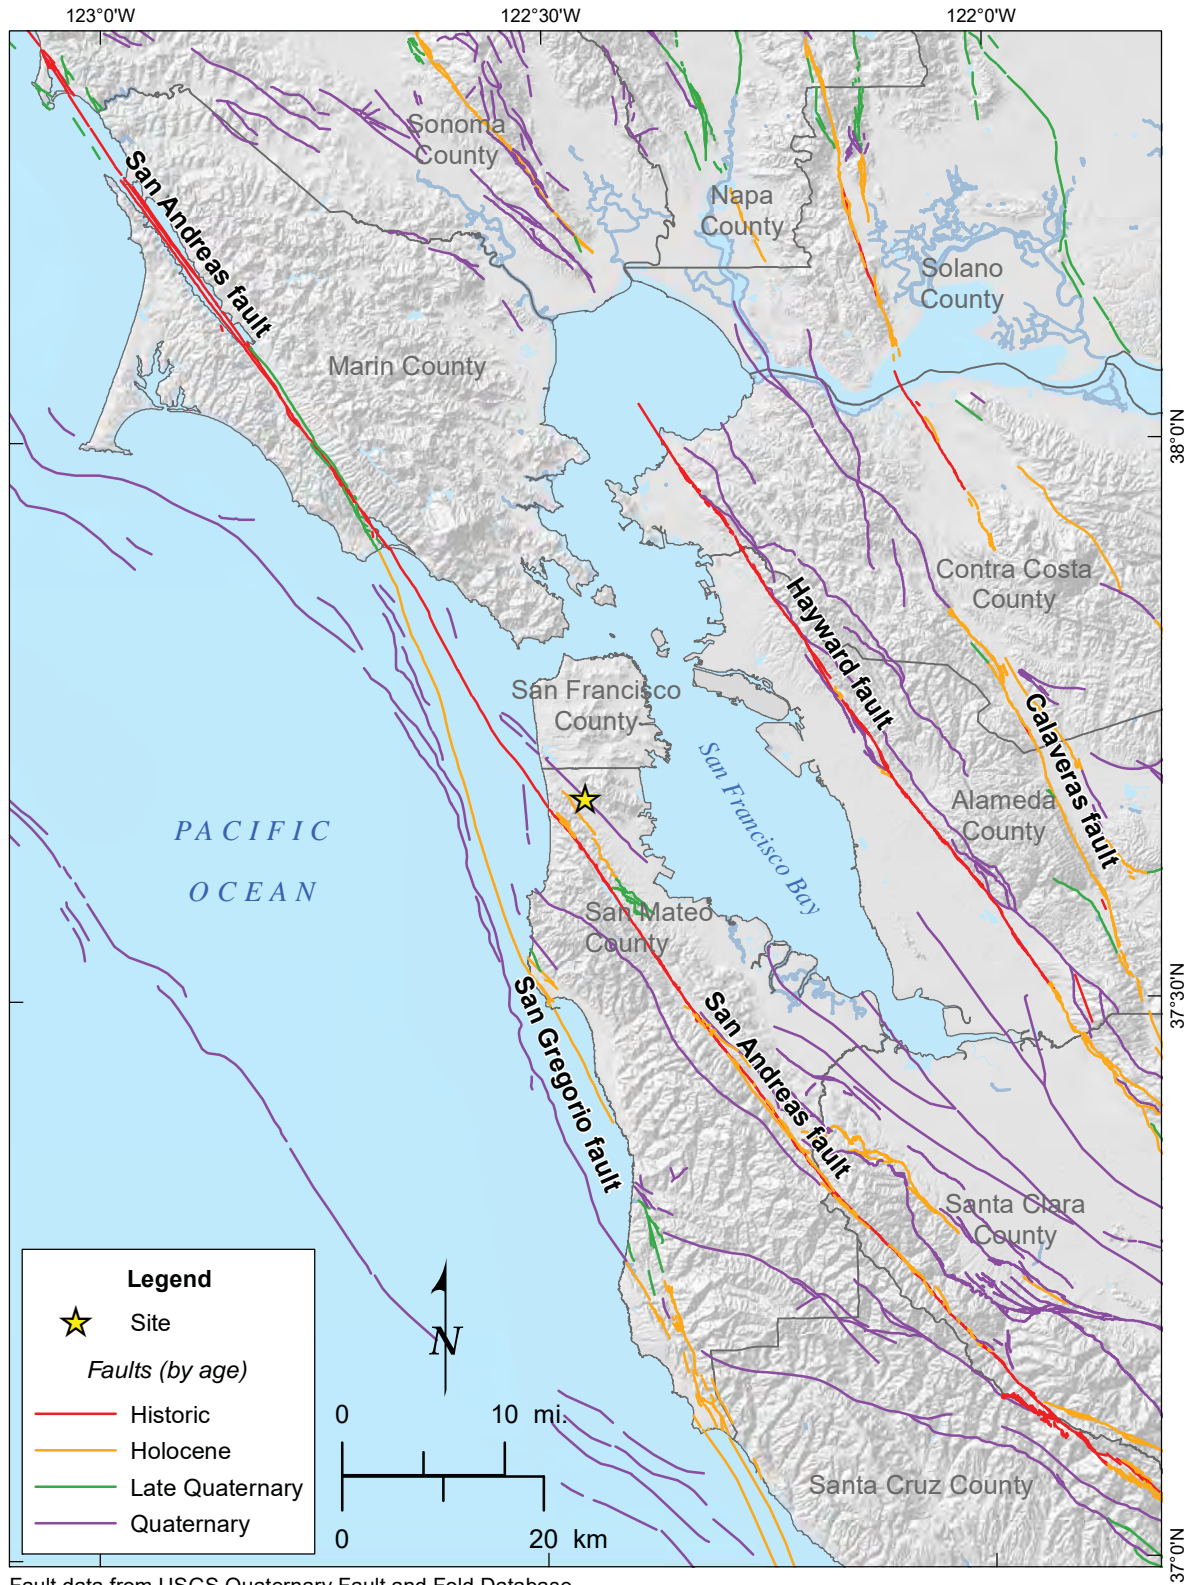 123°0'W
122°30'W
122°0'W
Sonoma
County
Napa
County
San Andreas fault
Solano
County
Marin County
38°0'N
Contra Costa
County
Hayward fault
San Francisco
County
Calaveras fault
San Francisco Bay
PACIFIC
OCEAN
Alameda
County
San Mateo
County
37°30'N
San Gregorio fault
San Andreas fault
Santa Clara
County
Legend
Site
Faults (by age)
Historic
Holocene
Late Quaternary
Quaternary
N
0 10 mi.
0 20 km
Santa Cruz County
37°0'N
Fault data from USGS Quaternary Fault and Fold Database